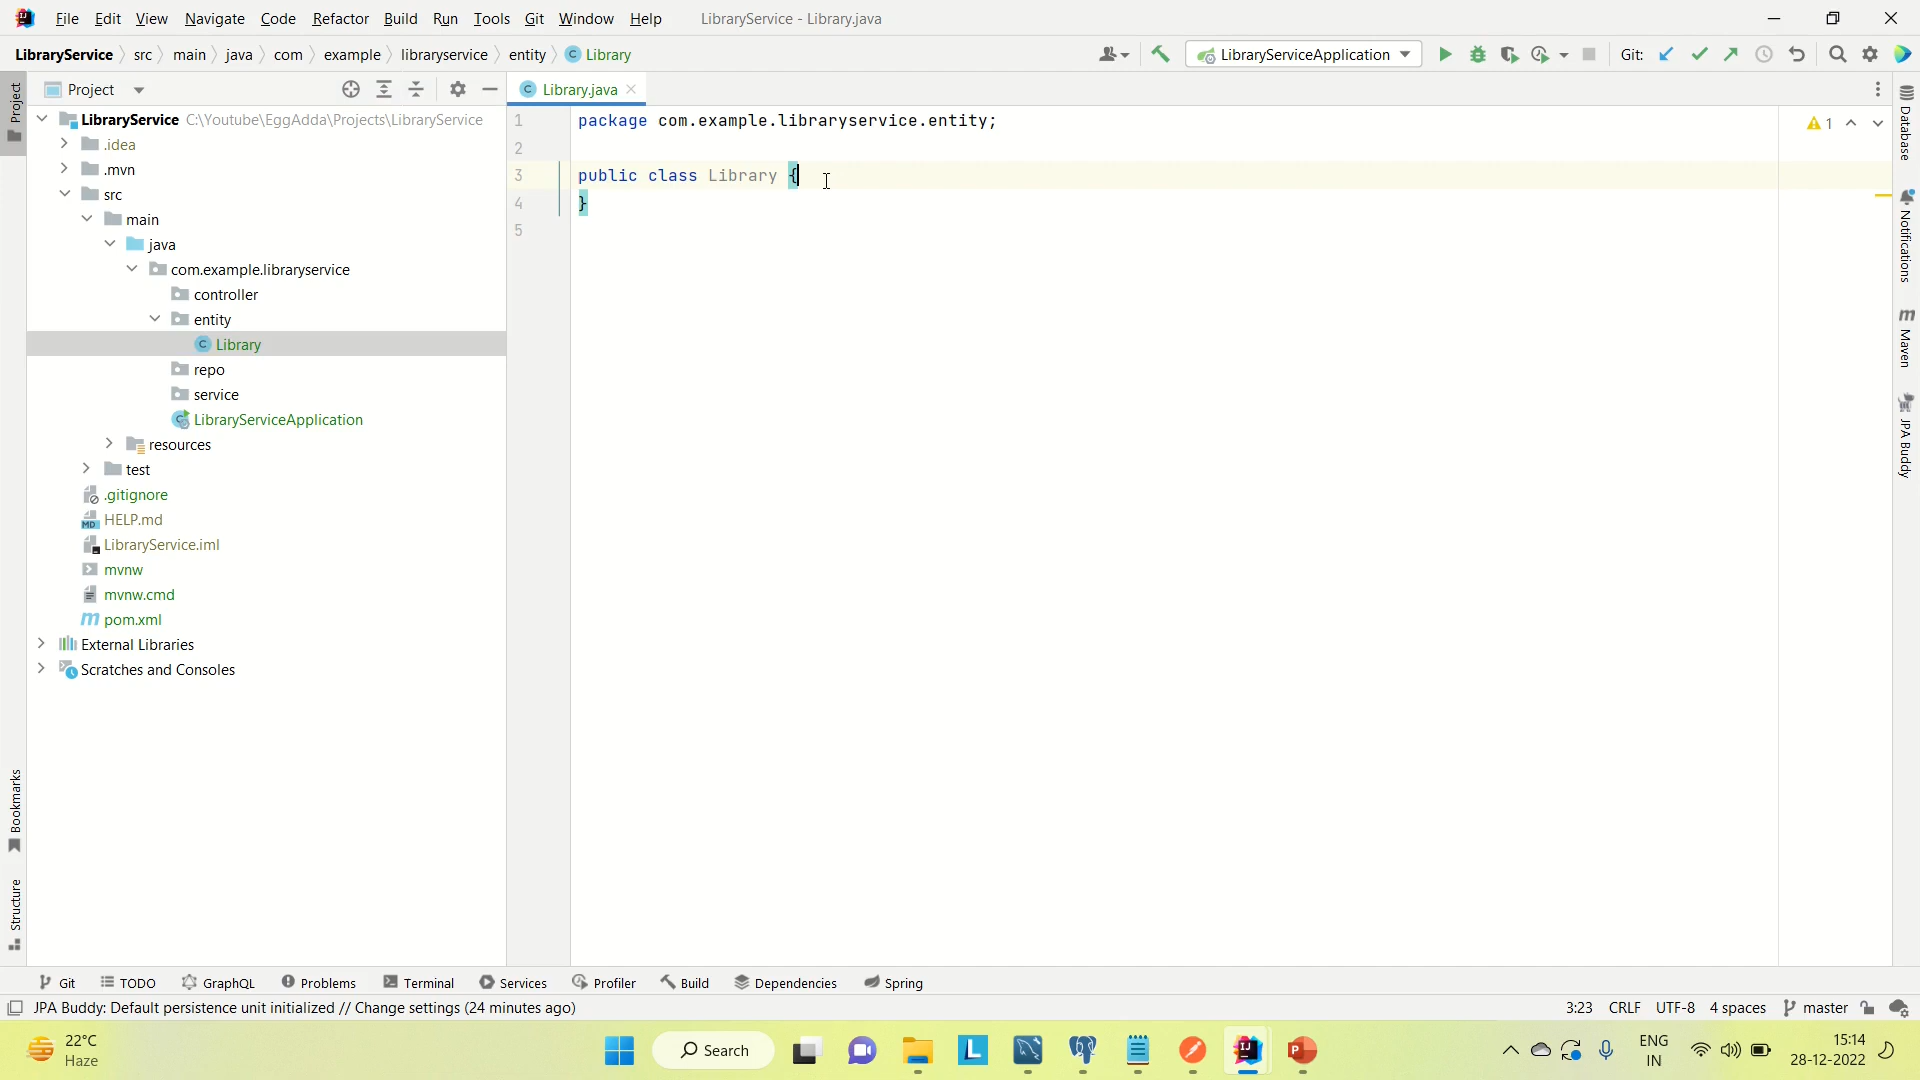 File Edit View Navigate Code Refactor Build Run Tools Git Window Help LibraryService - Library.java
LibraryService src main java com example libraryservice entity C Library LibraryServiceApplication Git:
Project Library.java
LibraryService C:\Youtube\EggAdda\Projects\LibraryService
.idea
.mvn
src
main
java
com.example.libraryservice
controller
entity
C Library
repo
service
LibraryServiceApplication
resources
test
.gitignore
HELP.md
LibraryService.iml
mvnw
mvnw.cmd
m pom.xml
External Libraries
Scratches and Consoles
1 package com.example.libraryservice.entity;
2
3 public class Library {
4 }
5
1
Project
Bookmarks
Structure
Database
Notifications
Maven
JPA Buddy
Git TODO GraphQL Problems Terminal Services Profiler Build Dependencies Spring
JPA Buddy: Default persistence unit initialized // Change settings (24 minutes ago) 3:23 CRLF UTF-8 4 spaces master
22°C
Haze
Search
ENG
IN
15:14
28-12-2022